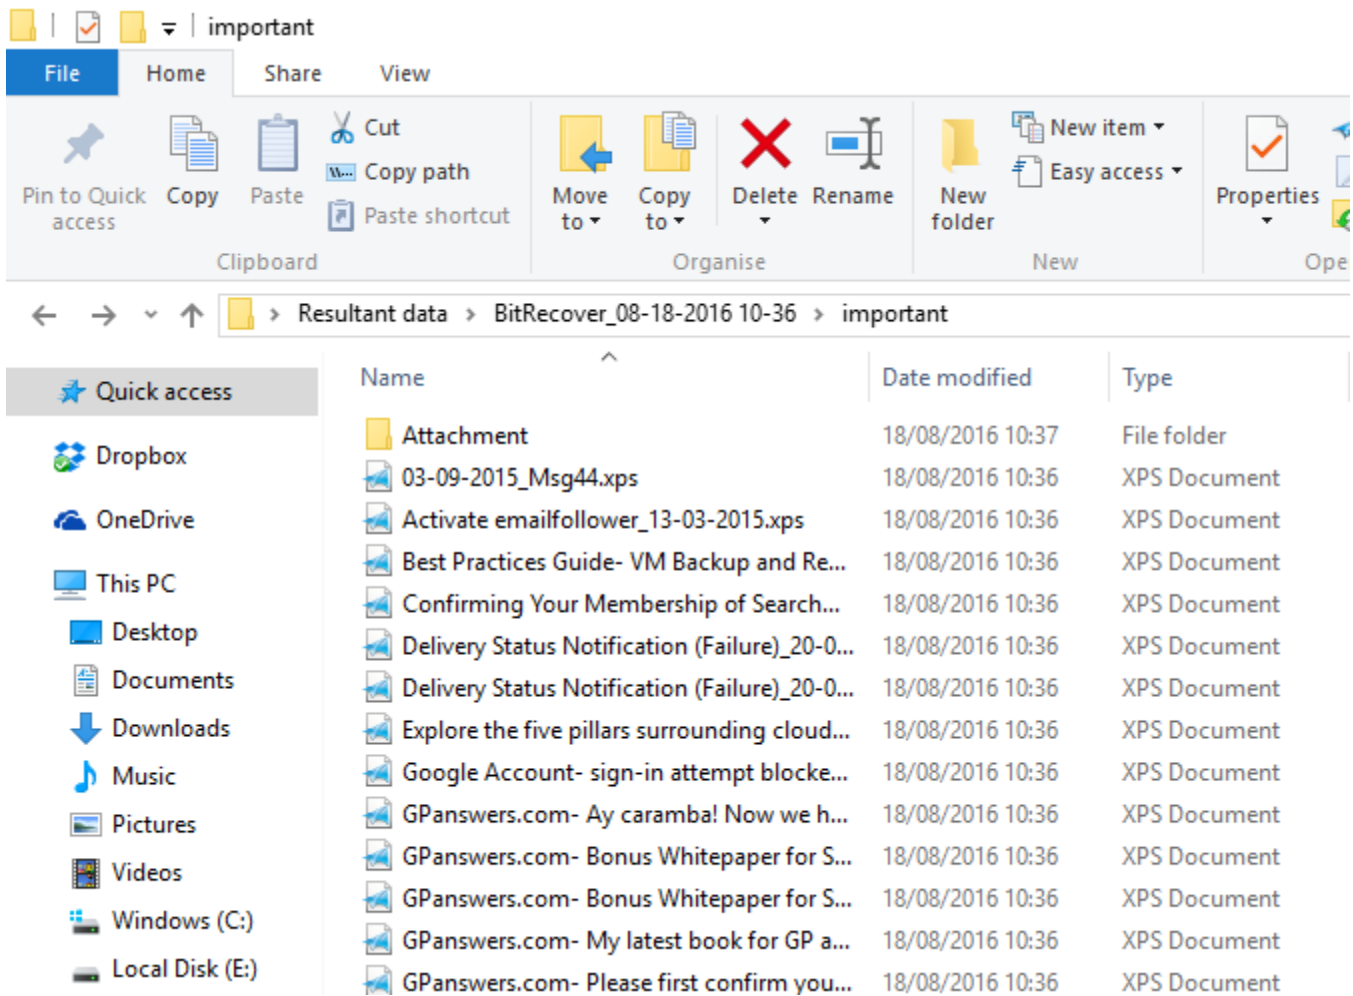 important
File Home Share View
Pin to Quick access
Copy
Paste
Cut
Copy path
Paste shortcut
Clipboard
Move to
Copy to
Delete
Rename
Organise
New folder
New item
Easy access
New
Properties
Ope
Resultant data BitRecover_08-18-2016 10-36 important
Quick access
Dropbox
OneDrive
This PC
Desktop
Documents
Downloads
Music
Pictures
Videos
Windows (C:)
Local Disk (E:)
Name Date modified Type
Attachment 18/08/2016 10:37 File folder
03-09-2015_Msg44.xps 18/08/2016 10:36 XPS Document
Activate emailfollower_13-03-2015.xps 18/08/2016 10:36 XPS Document
Best Practices Guide- VM Backup and Re... 18/08/2016 10:36 XPS Document
Confirming Your Membership of Search... 18/08/2016 10:36 XPS Document
Delivery Status Notification (Failure)_20-0... 18/08/2016 10:36 XPS Document
Delivery Status Notification (Failure)_20-0... 18/08/2016 10:36 XPS Document
Explore the five pillars surrounding cloud... 18/08/2016 10:36 XPS Document
Google Account- sign-in attempt blocke... 18/08/2016 10:36 XPS Document
GPanswers.com- Ay caramba! Now we h... 18/08/2016 10:36 XPS Document
GPanswers.com- Bonus Whitepaper for S... 18/08/2016 10:36 XPS Document
GPanswers.com- Bonus Whitepaper for S... 18/08/2016 10:36 XPS Document
GPanswers.com- My latest book for GP a... 18/08/2016 10:36 XPS Document
GPanswers.com- Please first confirm you... 18/08/2016 10:36 XPS Document